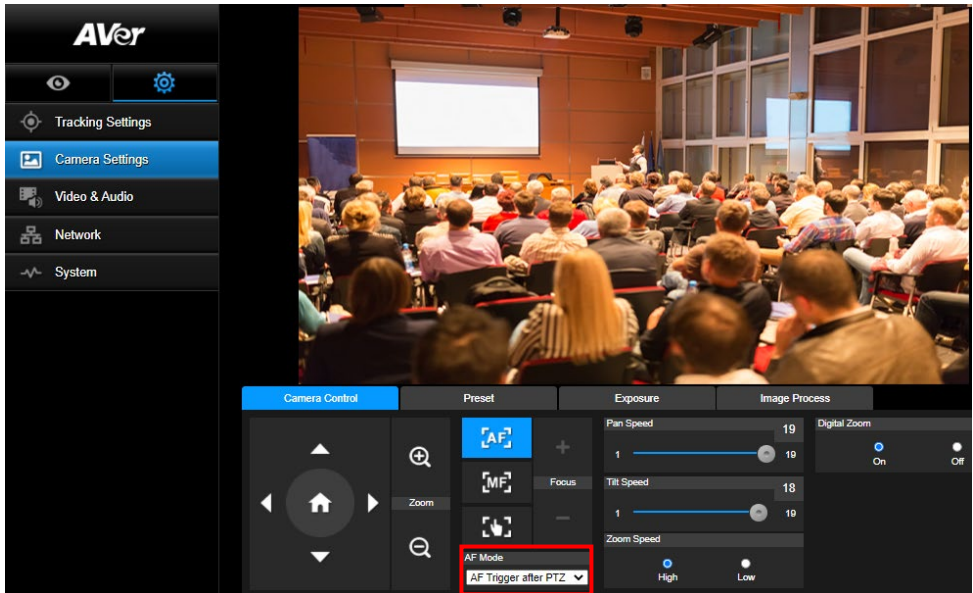 AVer
Tracking Settings
Camera Settings
Video & Audio
Network
System
Camera Control
Preset
Exposure
Image Process
Zoom
AF
MF
Focus
AF Mode
AF Trigger after PTZ
Pan Speed
19
1
19
Tilt Speed
18
1
19
Zoom Speed
High
Low
Digital Zoom
On
Off